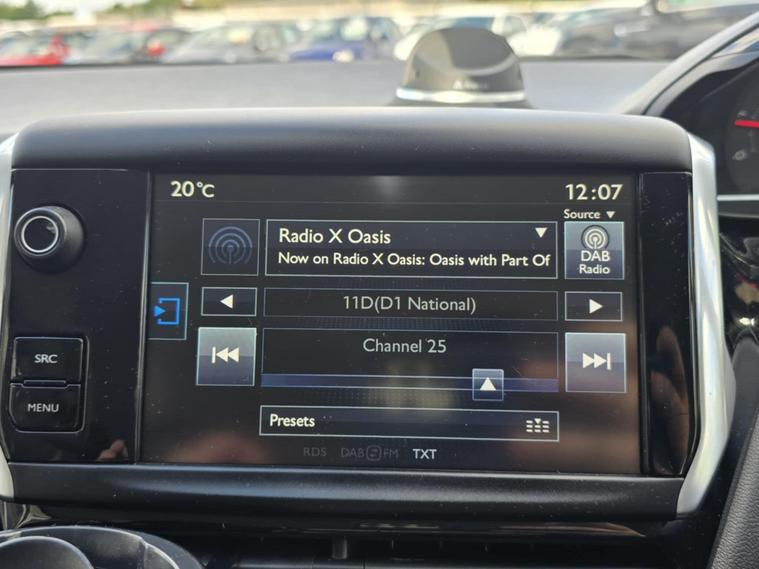 20°C
12:07
Source ▼
Radio X Oasis
Now on Radio X Oasis: Oasis with Part Of
DAB
Radio
11D(D1 National)
Channel 25
SRC
MENU
Presets
RDS DAB FM TXT